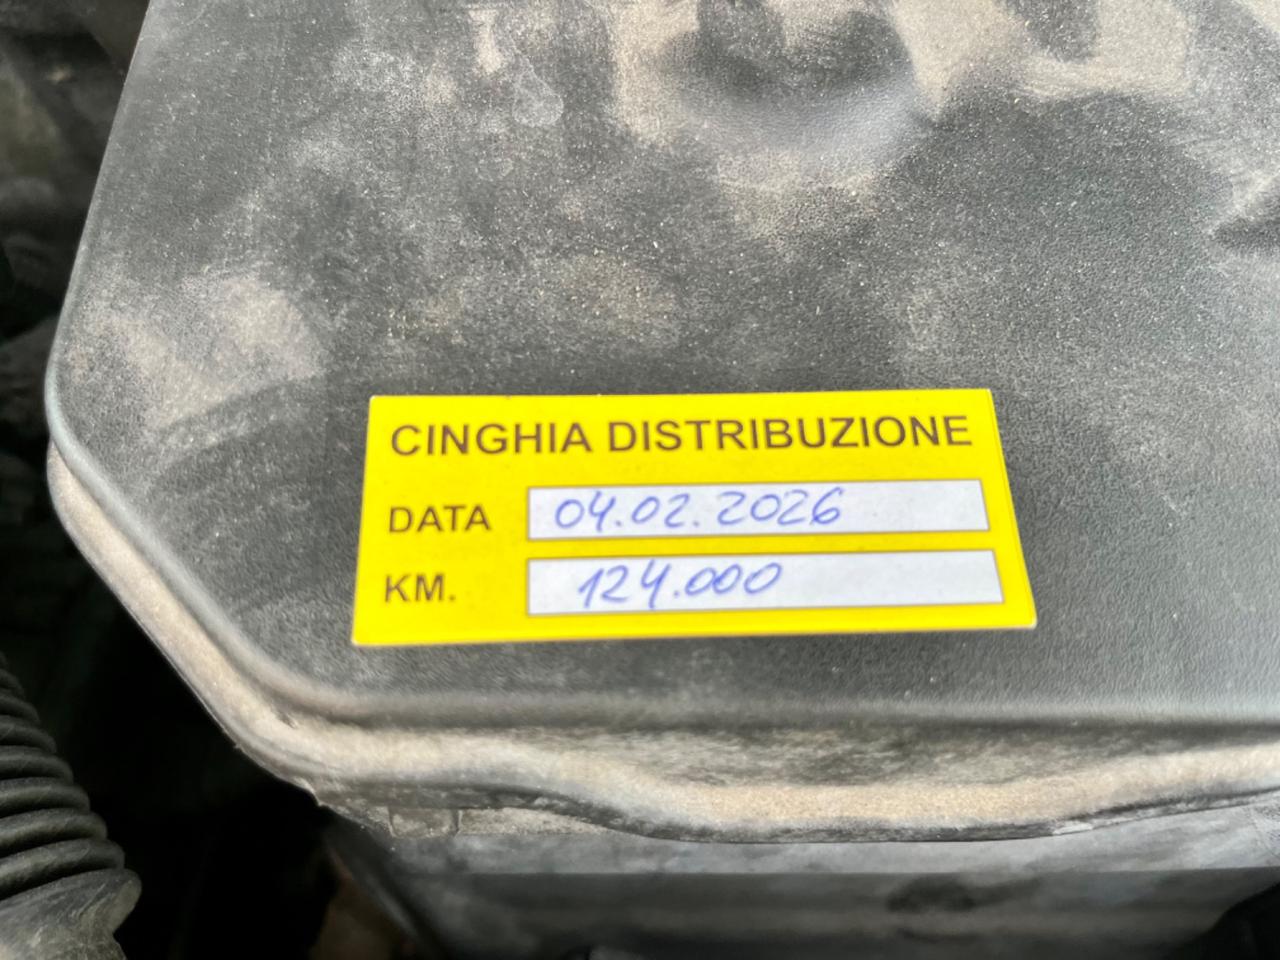 CINGHIA DISTRIBUZIONE
DATA 04.02.2026
KM. 124.000